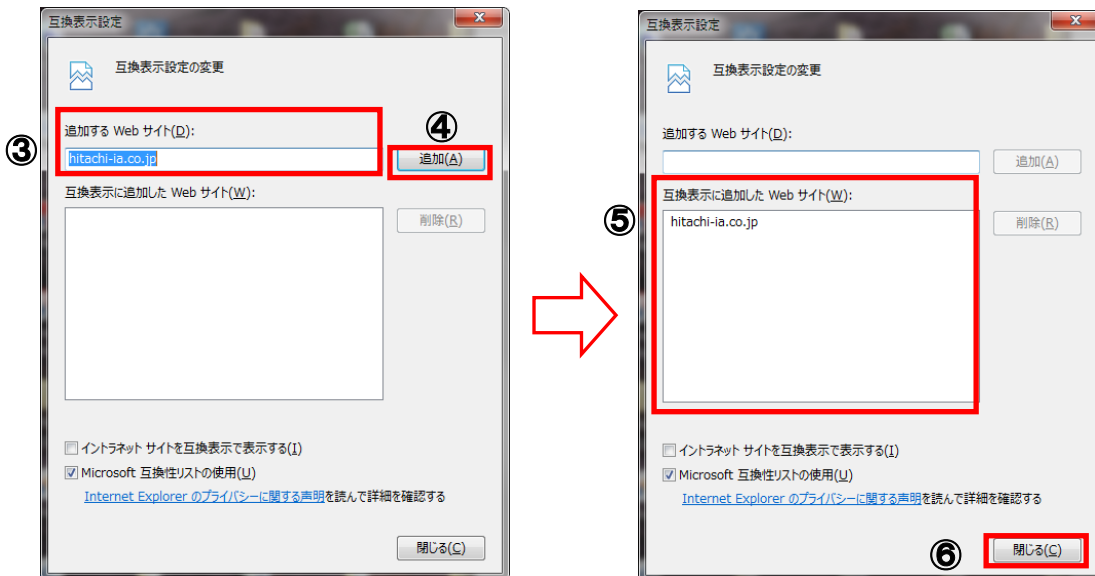 互換表示設定
互換表示設定の変更
③
追加する Web サイト(D):
④
hitachi-ia.co.jp
追加(A)
互換表示に追加した Web サイト(W):
削除(R)
イントラネット サイトを互換表示で表示する(I)
Microsoft 互換性リストの使用(U)
Internet Explorer のプライバシーに関する声明を読んで詳細を確認する
閉じる(C)
互換表示設定
互換表示設定の変更
追加する Web サイト(D):
追加(A)
⑤
互換表示に追加した Web サイト(W):
hitachi-ia.co.jp
削除(R)
イントラネット サイトを互換表示で表示する(I)
Microsoft 互換性リストの使用(U)
Internet Explorer のプライバシーに関する声明を読んで詳細を確認する
⑥
閉じる(C)